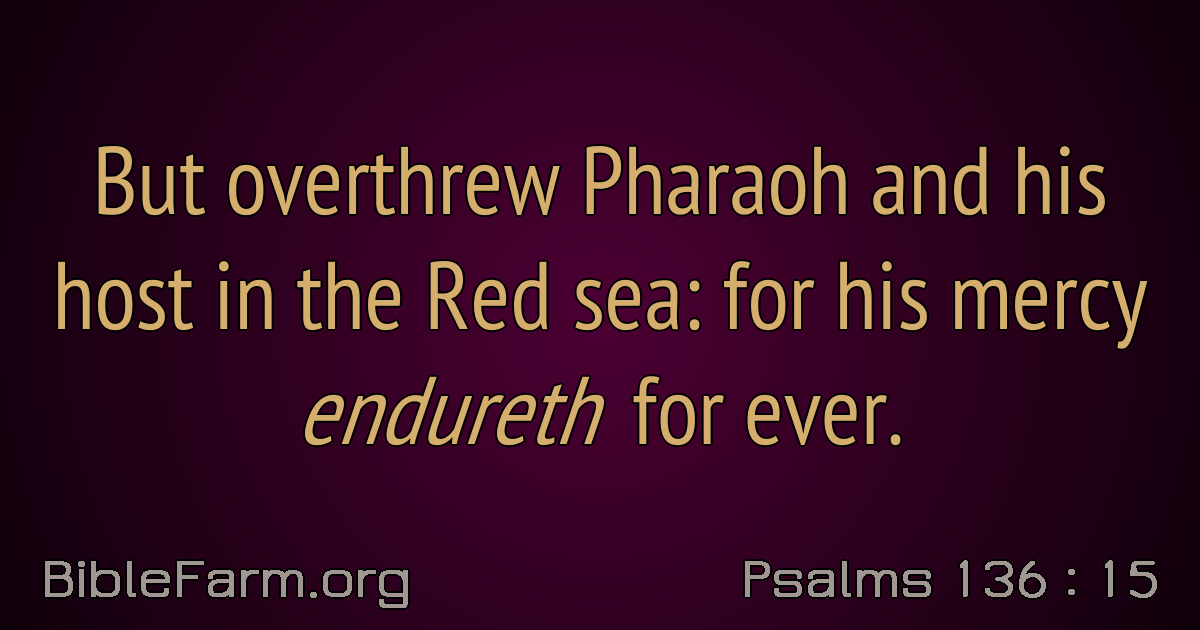 But overthrew Pharaoh and his
host in the Red sea: for his mercy
endureth for ever.
BibleFarm.org
Psalms 136 : 15